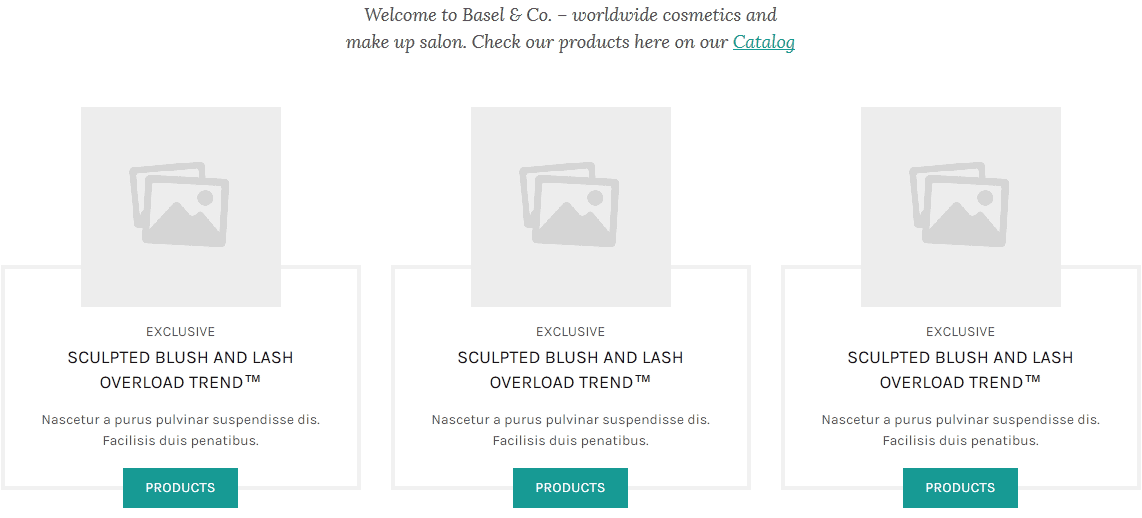 Welcome to Basel & Co. – worldwide cosmetics and
make up salon. Check our products here on our Catalog
EXCLUSIVE
SCULPTED BLUSH AND LASH
OVERLOAD TREND™
Nascetur a purus pulvinar suspendisse dis.
Facilisis duis penatibus.
PRODUCTS
EXCLUSIVE
SCULPTED BLUSH AND LASH
OVERLOAD TREND™
Nascetur a purus pulvinar suspendisse dis.
Facilisis duis penatibus.
PRODUCTS
EXCLUSIVE
SCULPTED BLUSH AND LASH
OVERLOAD TREND™
Nascetur a purus pulvinar suspendisse dis.
Facilisis duis penatibus.
PRODUCTS